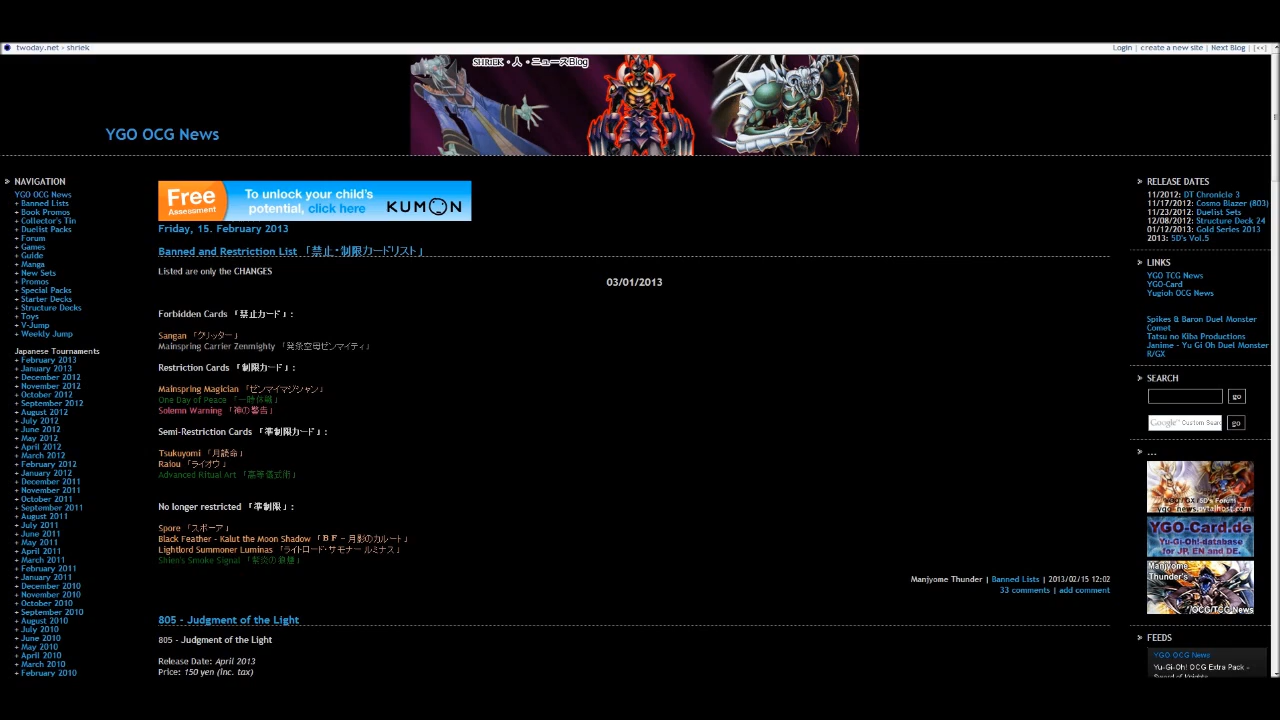 twoday.net › shriek
Login | create a new site | Next Blog | [<<]
SHRiEK・人・ニュースBlog
YGO OCG News
NAVIGATION
YGO OCG News
+ Banned Lists
+ Book Promos
+ Collector's Tin
+ Duelist Packs
+ Forum
+ Games
+ Guide
+ Manga
+ New Sets
+ Promos
+ Special Packs
+ Starter Decks
+ Structure Decks
+ Toys
+ V-Jump
+ Weekly Jump
Japanese Tournaments
+ February 2013
+ January 2013
+ December 2012
+ November 2012
+ October 2012
+ September 2012
+ August 2012
+ July 2012
+ June 2012
+ May 2012
+ April 2012
+ March 2012
+ February 2012
+ January 2012
+ December 2011
+ November 2011
+ October 2011
+ September 2011
+ August 2011
+ July 2011
+ June 2011
+ May 2011
+ April 2011
+ March 2011
+ February 2011
+ January 2011
+ December 2010
+ November 2010
+ October 2010
+ September 2010
+ August 2010
+ July 2010
+ June 2010
+ May 2010
+ April 2010
+ March 2010
+ February 2010
Free
Assessment
To unlock your child's
potential, click here
KUMON
Friday, 15. February 2013
Banned and Restriction List 「禁止・制限カードリスト」
Listed are only the CHANGES
03/01/2013
Forbidden Cards 「禁止カード」:
Sangan 「クリッター」
Mainspring Carrier Zenmighty 「発条空母ゼンマイティ」
Restriction Cards 「制限カード」:
Mainspring Magician 「ゼンマイマジシャン」
One Day of Peace 「一時休戦」
Solemn Warning 「神の警告」
Semi-Restriction Cards 「準制限カード」:
Tsukuyomi 「月読命」
Raiou 「ライオウ」
Advanced Ritual Art 「高等儀式術」
No longer restricted 「準制限」:
Spore 「スポーア」
Black Feather - Kalut the Moon Shadow 「BF－月影のカルート」
Lightlord Summoner Luminas 「ライトロード・サモナー ルミナス」
Shien's Smoke Signal 「紫炎の狼煙」
Manjyome Thunder | Banned Lists | 2013/02/15 12:02
33 comments | add comment
805 - Judgment of the Light
805 - Judgment of the Light
Release Date: April 2013
Price: 150 yen (inc. tax)
RELEASE DATES
11/2012: DT Chronicle 3
11/17/2012: Cosmo Blazer (803)
11/23/2012: Duelist Sets
12/08/2012: Structure Deck 24
01/12/2013: Gold Series 2013
2013: 5D's Vol.5
LINKS
YGO TCG News
YGO-Card
Yugioh OCG News
Spikes & Baron Duel Monster
Comet
Tatsu no Kiba Productions
Janime - Yu Gi Oh Duel Monster
R/GX
SEARCH
go
Google™ Custom Searc
go
...
YGO-Card.de
Yu-Gi-Oh!-database
for JP, EN and DE.
Manjyome
Thunder's
/OCG/TCG News
FEEDS
YGO OCG News
Yu-Gi-Oh! OCG Extra Pack -
Sword of Knights